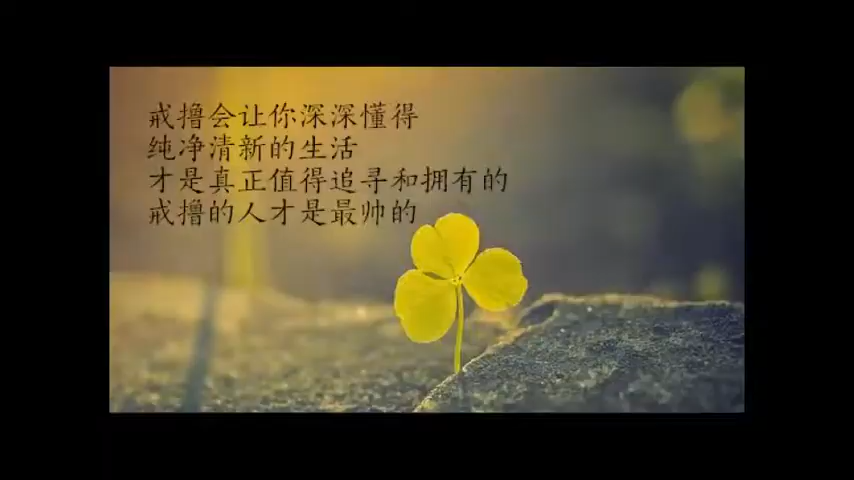 戒撸会让你深深懂得
纯净清新的生活
才是真正值得追寻和拥有的
戒撸的人才是最帅的